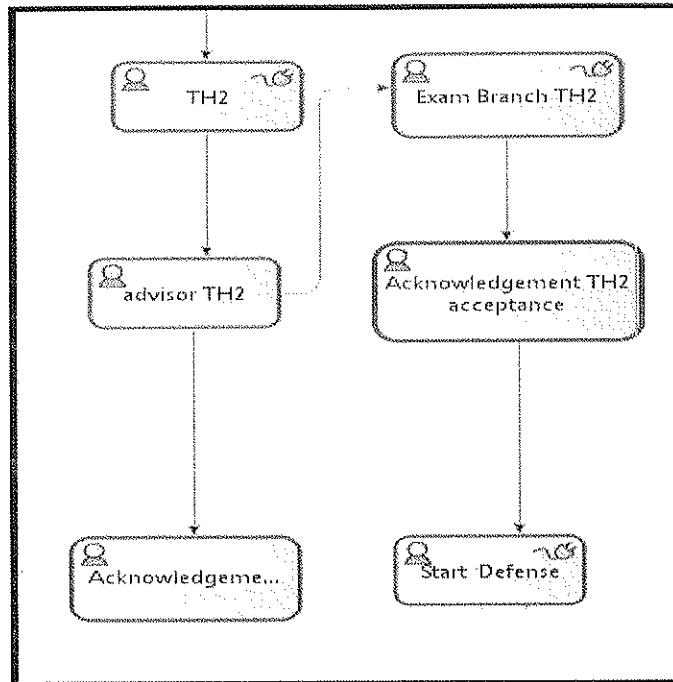 TH2
Exam Branch TH2
advisor TH2
Acknowledgement TH2
acceptance
Acknowledgeme...
Start Defense